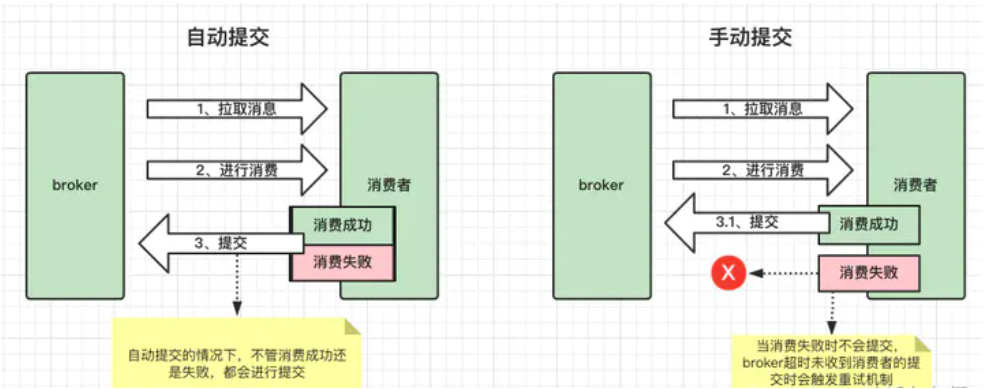 自动提交
手动提交
broker
1、拉取消息
2、进行消费
消费者
消费成功
3、提交
消费失败
自动提交的情况下，不管消费成功还
是失败，都会进行提交
broker
1、拉取消息
2、进行消费
消费者
3.1、提交
消费成功
X
消费失败
当消费失败时不会提交，
broker超时未收到消费者的提
交时会触发重试机制